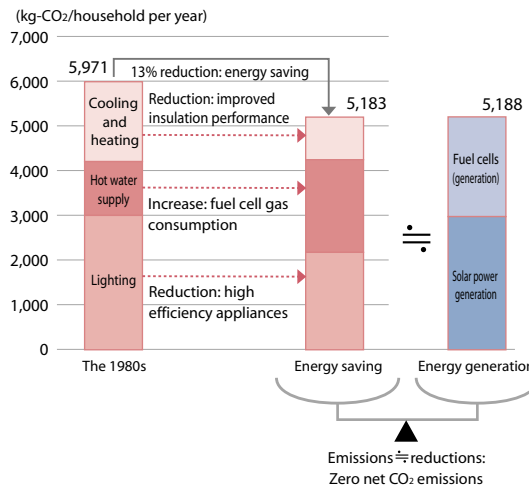 (kg-CO₂/household per year)
7,000
6,000
5,000
4,000
3,000
2,000
1,000
0
5,971
13% reduction: energy saving
5,183
5,188
Cooling
and
heating
Reduction: improved
insulation performance
Hot water
supply
Increase: fuel cell gas
consumption
Lighting
Reduction: high
efficiency appliances
≒
Fuel cells
(generation)
Solar power
generation
The 1980s
Energy saving
Energy generation
Emissions≒reductions:
Zero net CO₂ emissions